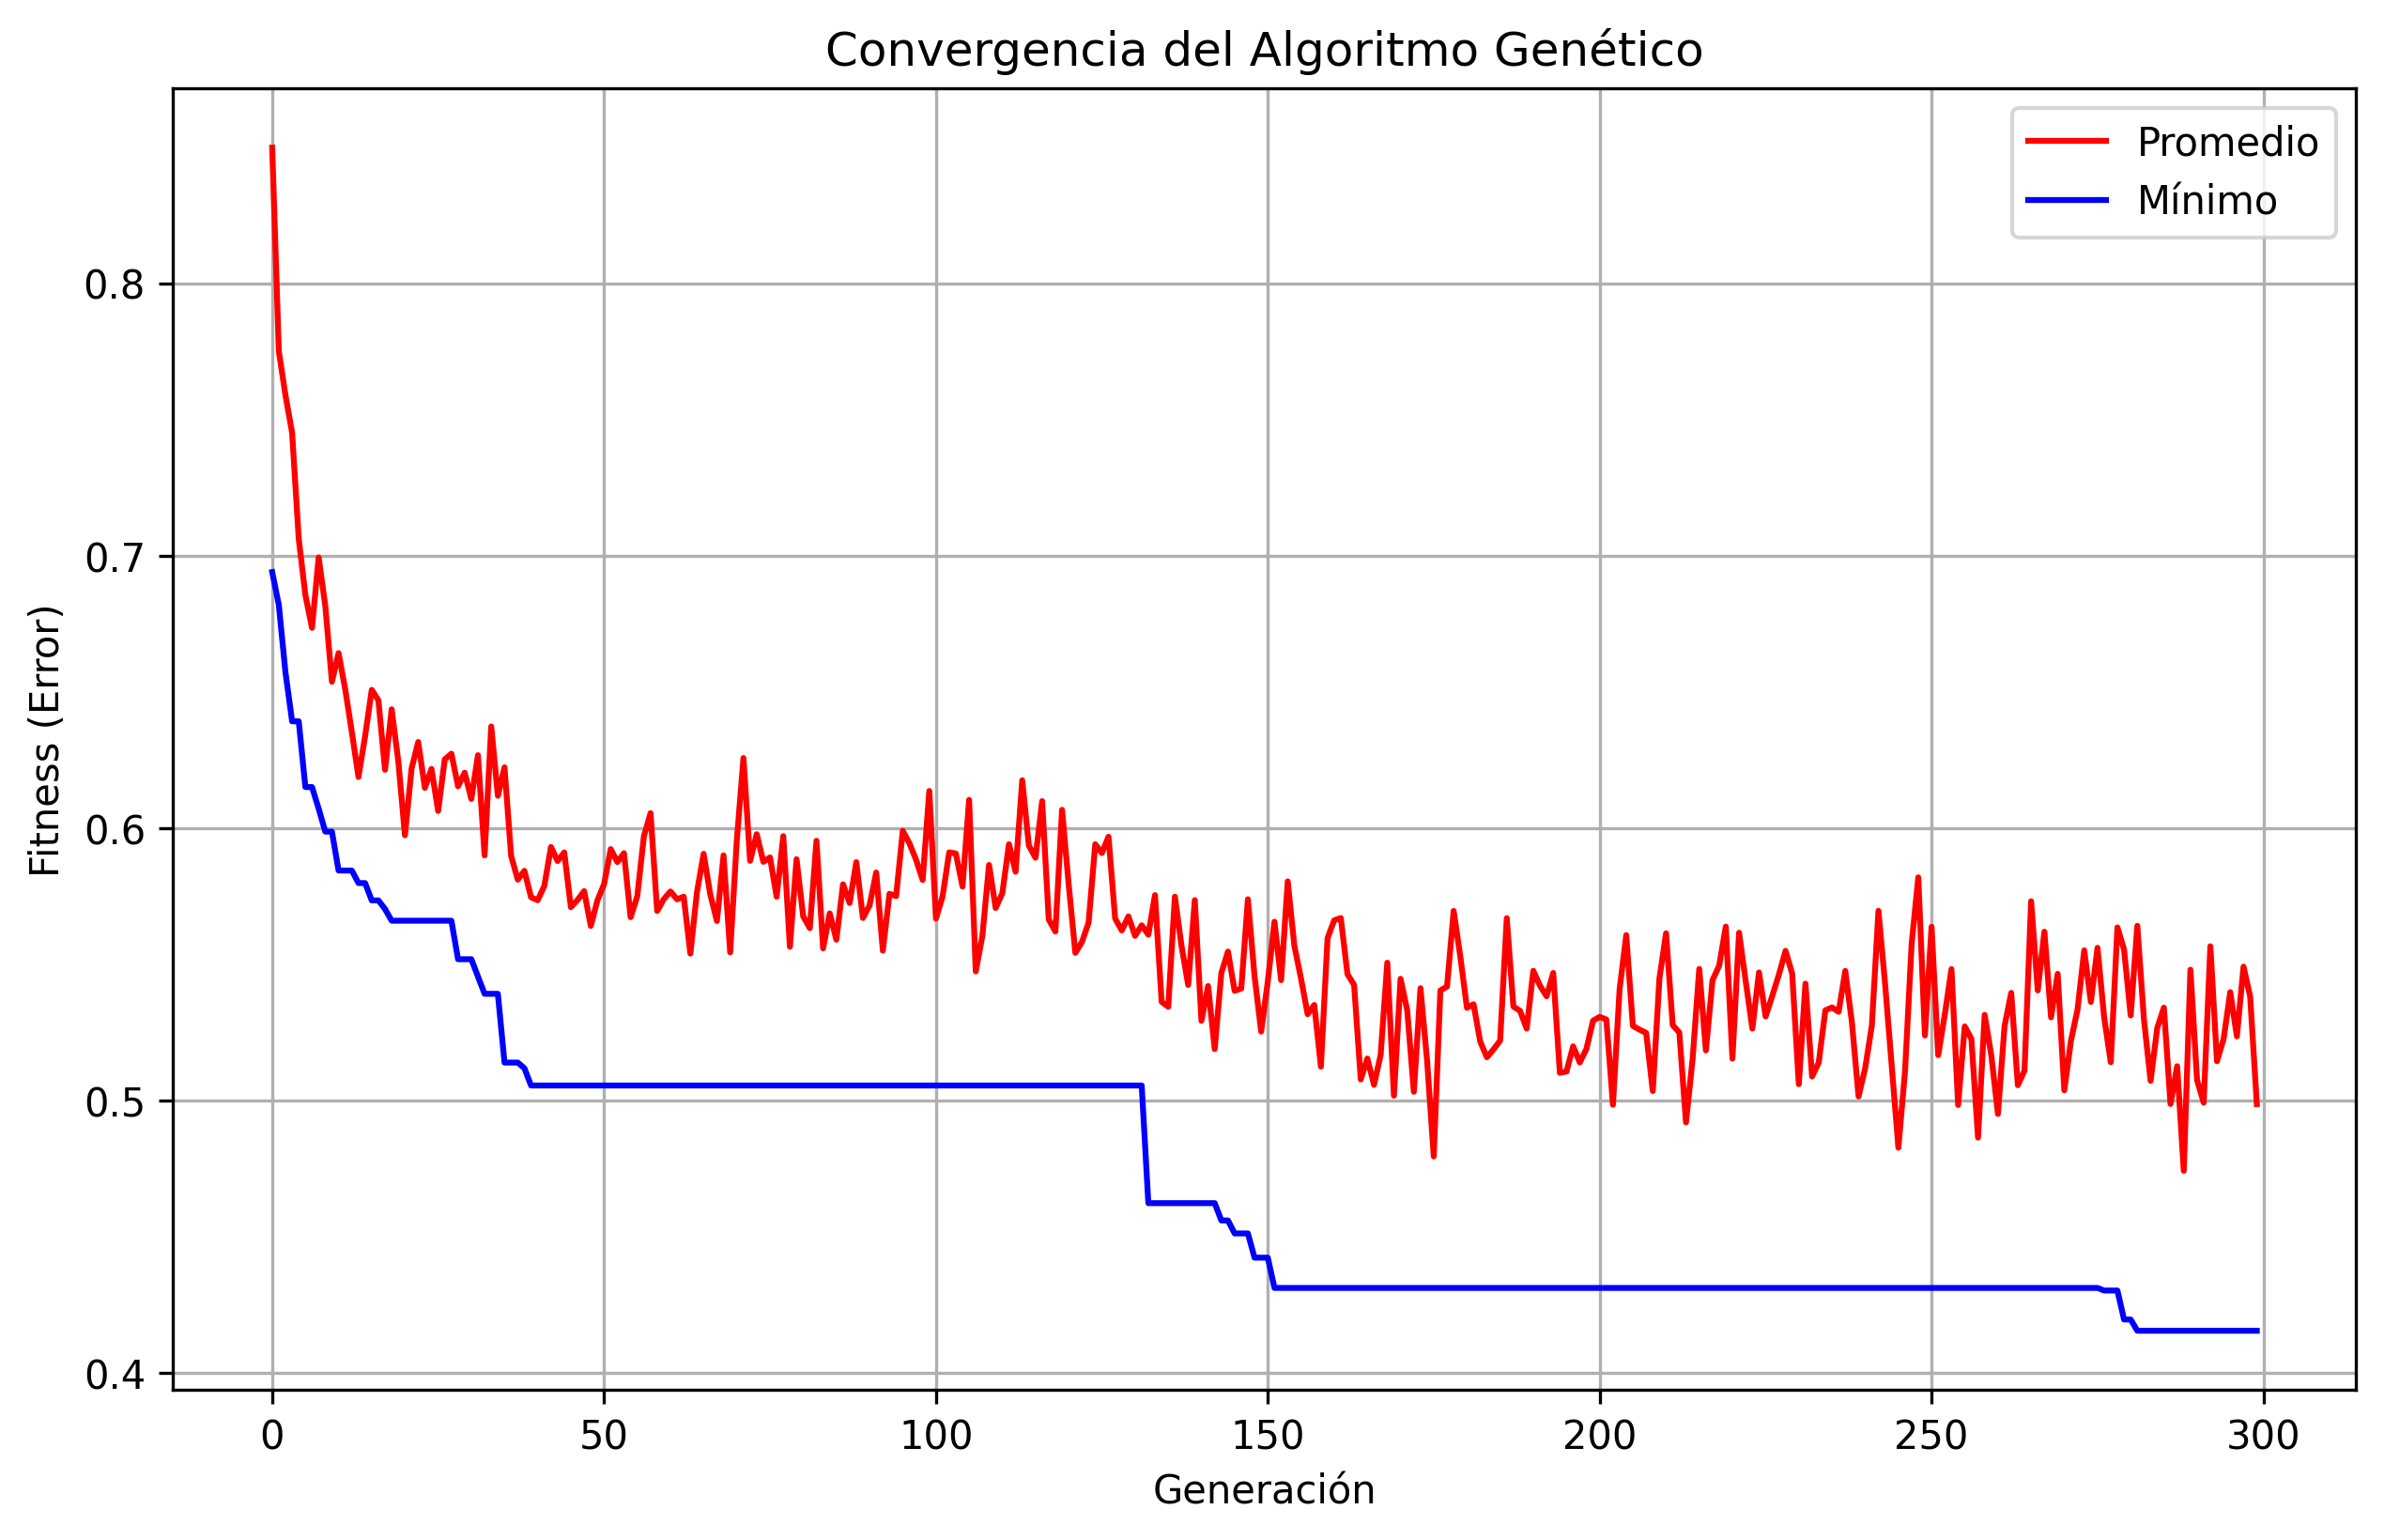 Convergencia del Algoritmo Genético
Promedio
Mínimo
Fitness (Error)
0.8
0.7
0.6
0.5
0.4
0 50 100 150 200 250 300
Generación